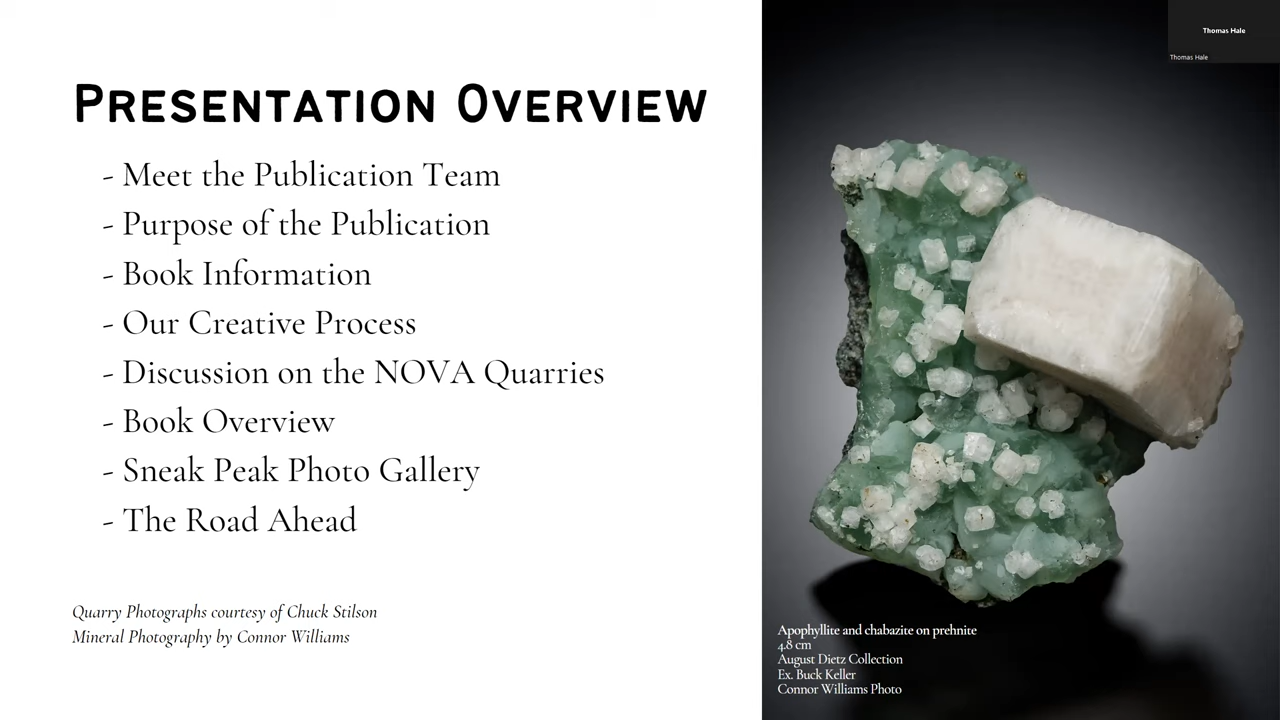 Presentation Overview
- Meet the Publication Team
- Purpose of the Publication
- Book Information
- Our Creative Process
- Discussion on the NOVA Quarries
- Book Overview
- Sneak Peak Photo Gallery
- The Road Ahead
Quarry Photographs courtesy of Chuck Stilson
Mineral Photography by Connor Williams
Thomas Hale
Thomas Hale
Apophyllite and chabazite on prehnite
4.8 cm
August Dietz Collection
Ex. Buck Keller
Connor Williams Photo